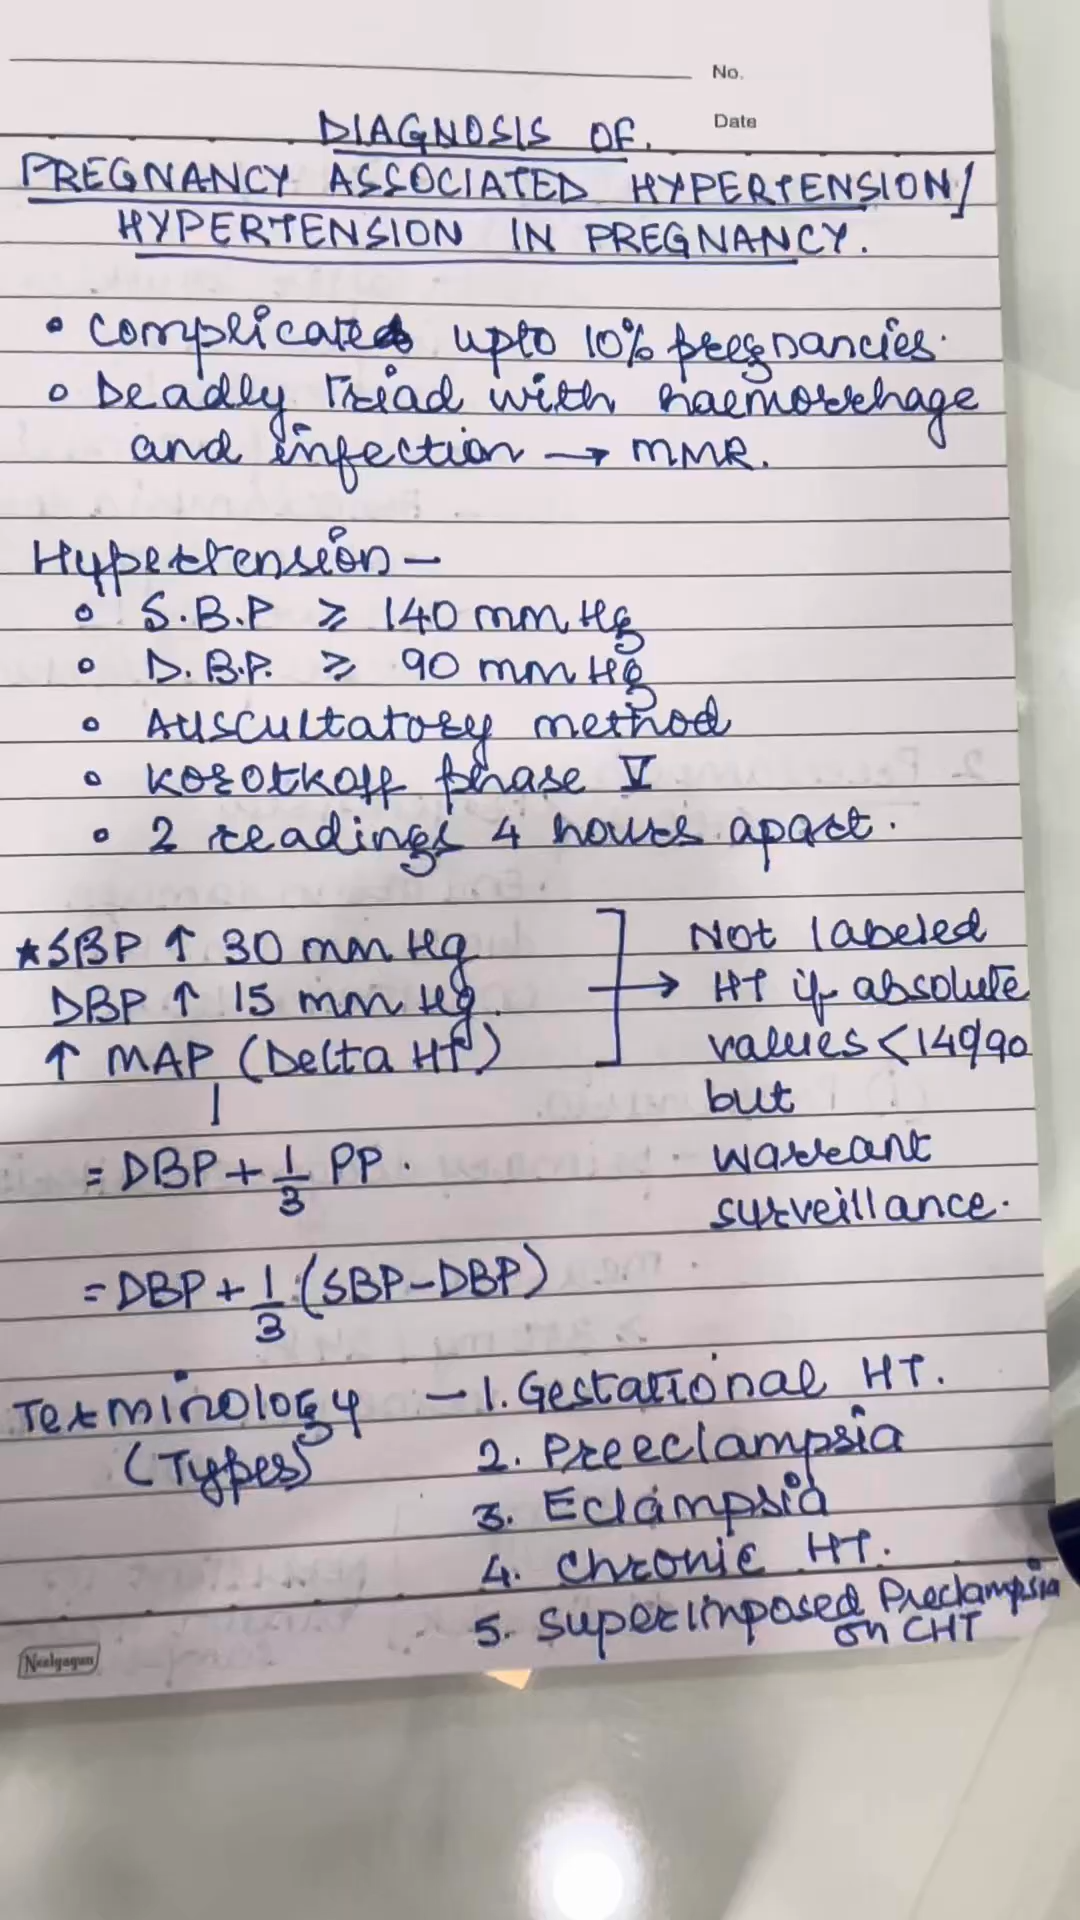 No.
Date
DIAGNOSIS OF.
PREGNANCY ASSOCIATED HYPERTENSION/
HYPERTENSION IN PREGNANCY.
• Complicates upto 10% pregnancies.
• Deadly Triad with haemorrhage
and infection → MMR.
Hypertension –
• S.B.P ≥ 140 mm Hg
• D.B.P. ≥ 90 mm Hg
• Auscultatory method
• Korotkoff phase V
• 2 readings 4 hours apart.
★SBP ↑ 30 mm Hg
DBP ↑ 15 mm Hg.
↑ MAP (Delta HT)
= DBP + 1/3 PP.
= DBP + 1/3 (SBP-DBP)
→ Not labeled
HT if absolute
values < 140/90
but
warrant
surveillance.
Terminology – 1. Gestational HT.
(Types) 2. Preeclampsia
3. Eclampsia
4. Chronic HT.
5. Superimposed Preclampsia
on CHT
Neelgagan